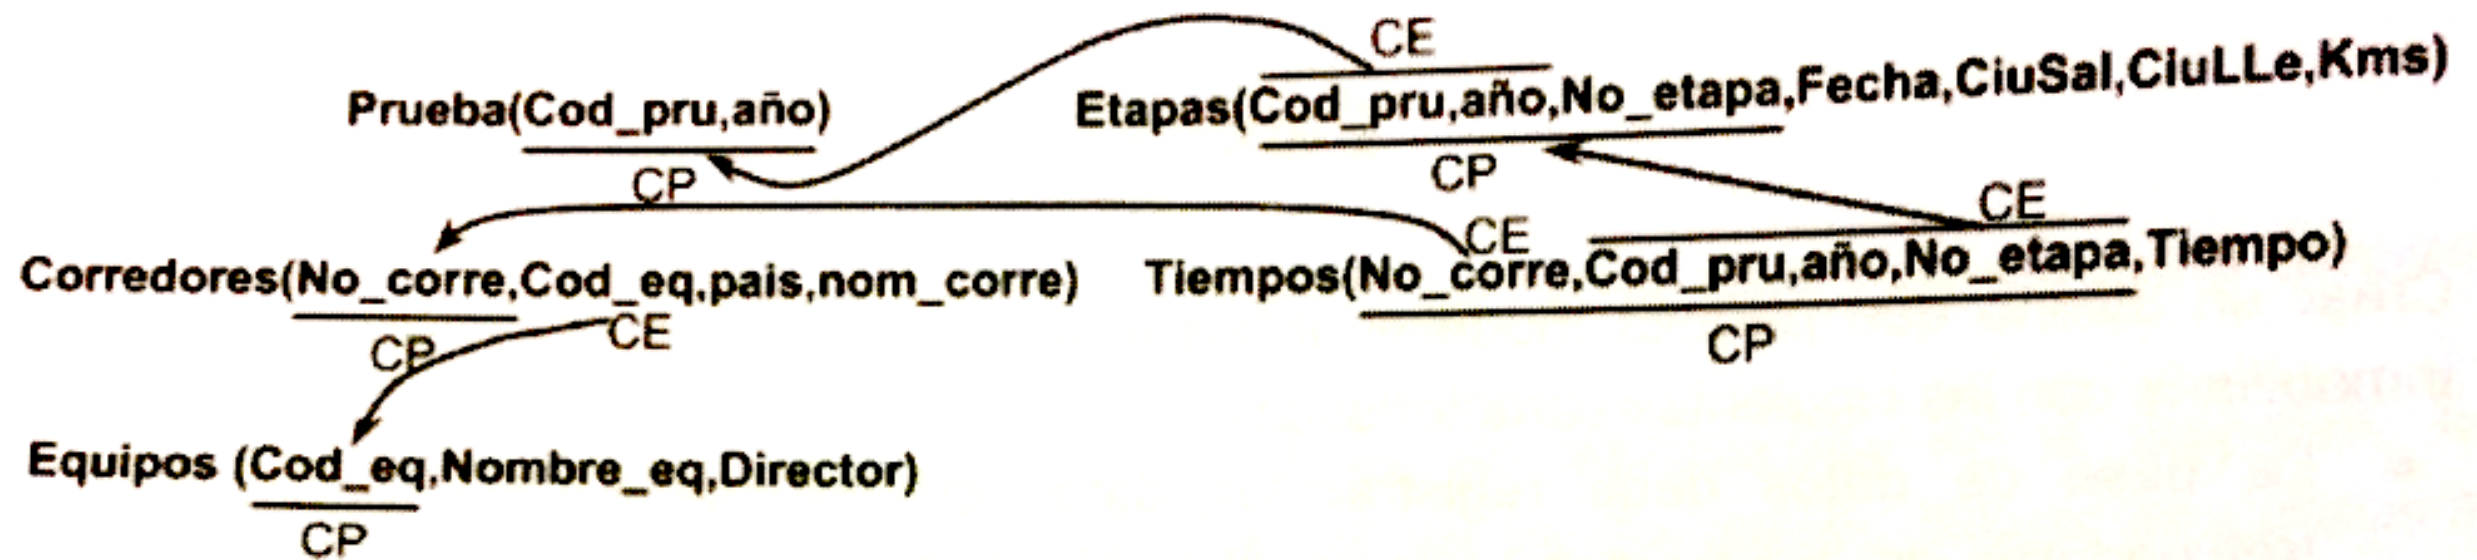 CE
Prueba(Cod_pru,año)
Etapas(Cod_pru,año,No_etapa,Fecha,CiuSal,CiuLLe,Kms)
CP
CP
CE
CE
Corredores(No_corre,Cod_eq,pais,nom_corre)
Tiempos(No_corre,Cod_pru,año,No_etapa,Tiempo)
CP
CE
CP
Equipos (Cod_eq,Nombre_eq,Director)
CP